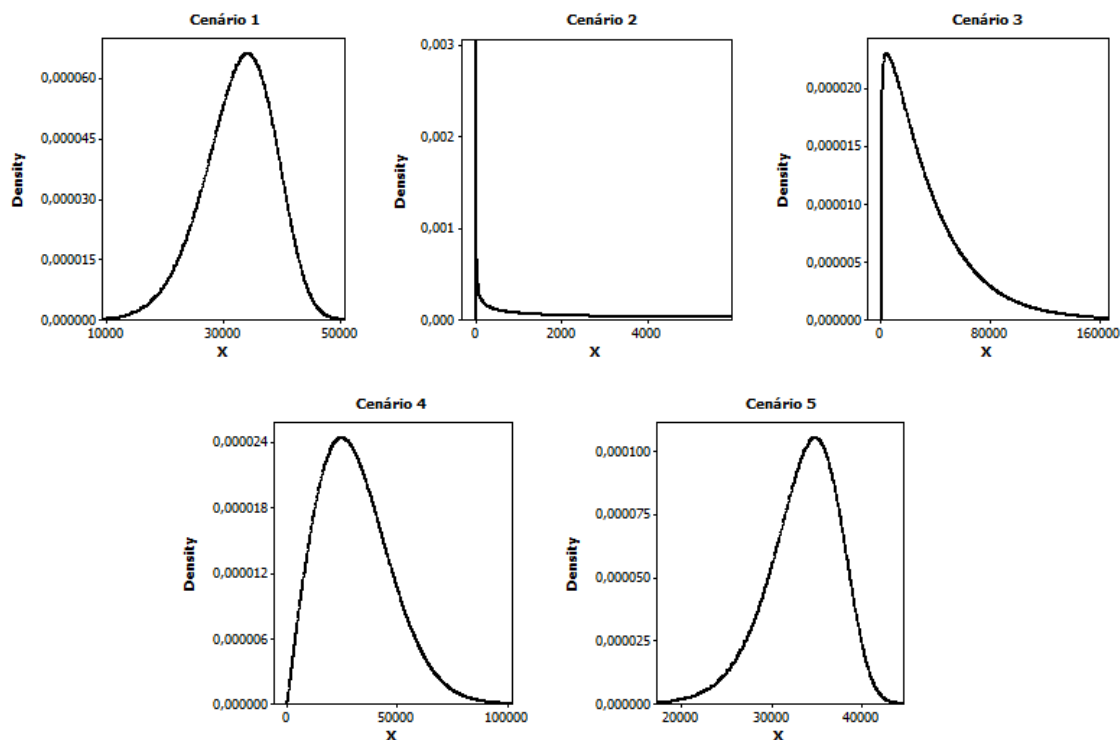 Cenário 1
0,000060
0,000045
0,000030
0,000015
0,000000
10000 30000 50000
X
Density
Cenário 2
0,003
0,002
0,001
0,000
0 2000 4000
X
Density
Cenário 3
0,000020
0,000015
0,000010
0,000005
0,000000
0 80000 160000
X
Density
Cenário 4
0,000024
0,000018
0,000012
0,000006
0,000000
0 50000 100000
X
Density
Cenário 5
0,000100
0,000075
0,000050
0,000025
0,000000
20000 30000 40000
X
Density